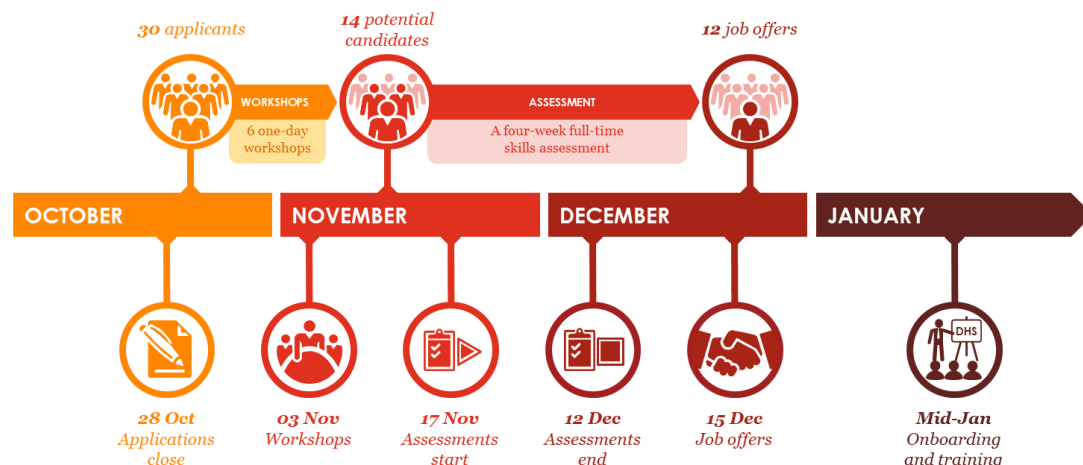 30 applicants
14 potential
candidates
12 job offers
WORKSHOPS
ASSESSMENT
6 one-day
workshops
A four-week full-time
skills assessment
OCTOBER
NOVEMBER
DECEMBER
JANUARY
DHS
28 Oct
Applications
close
03 Nov
Workshops
17 Nov
Assessments
start
12 Dec
Assessments
end
15 Dec
Job offers
Mid-Jan
Onboarding
and training